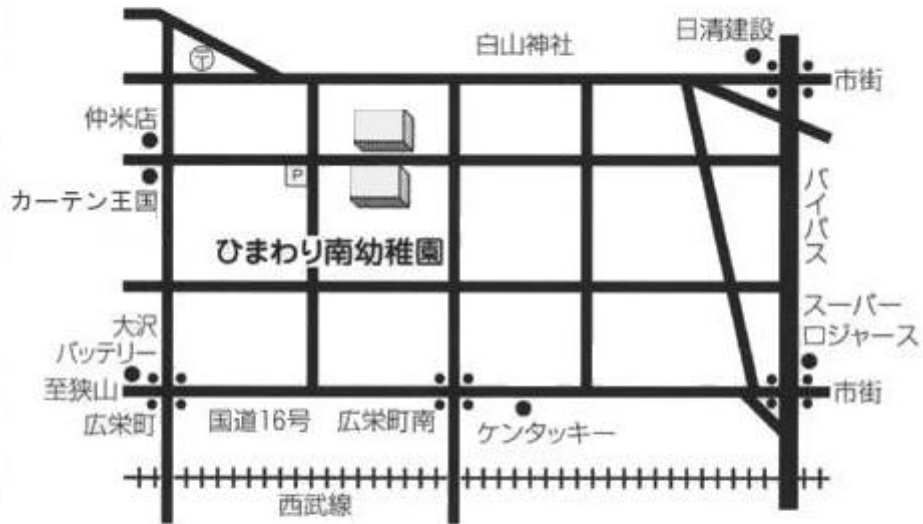 日清建設
白山神社
〒
市街
仲米店
P
カーテン王国
バイパス
ひまわり南幼稚園
スーパー
ロジャース
大沢
バッテリー
至狭山
市街
広栄町
国道16号
広栄町南
ケンタッキー
西武線